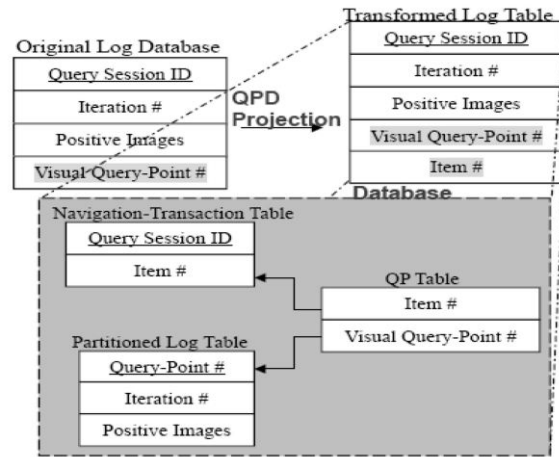 Original Log Database
Query Session ID
Iteration #
Positive Images
Visual Query-Point #
QPD
Projection
Transformed Log Table
Query Session ID
Iteration #
Positive Images
Visual Query-Point #
Item #
Database
Navigation-Transaction Table
Query Session ID
Item #
QP Table
Item #
Visual Query-Point #
Partitioned Log Table
Query-Point #
Iteration #
Positive Images